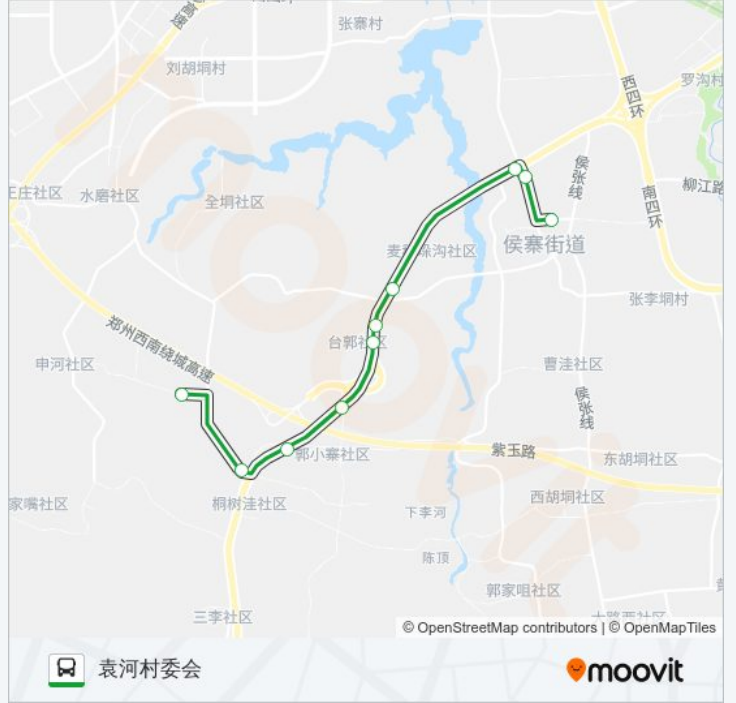 张寨村
高速
刘胡垌村
西四环
罗沟村
侯张线
王庄社区
水磨社区
全垌社区
南四环
柳江路
侯寨街道
张李垌村
台郭社区
郑州西南绕城高速
申河社区
曹洼社区
侯张线
郭小寨社区
紫玉路
东胡垌社区
家嘴社区
桐树洼社区
下李河
西胡垌社区
陈顶
郭家咀社区
三李社区
© OpenStreetMap contributors | © OpenMapTiles
袁河村委会
moovit